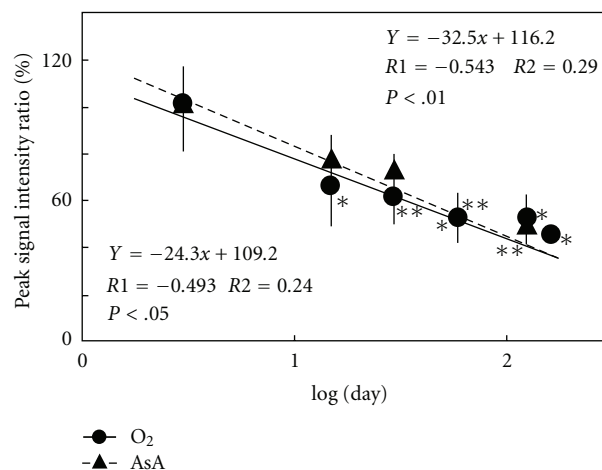 Peak signal intensity ratio (%)
120
60
0
Y = −32.5x + 116.2
R1 = −0.543 R2 = 0.29
P < .01
Y = −24.3x + 109.2
R1 = −0.493 R2 = 0.24
P < .05
*
**
*
**
**
*
*
0 1 2
log (day)
O₂
AsA